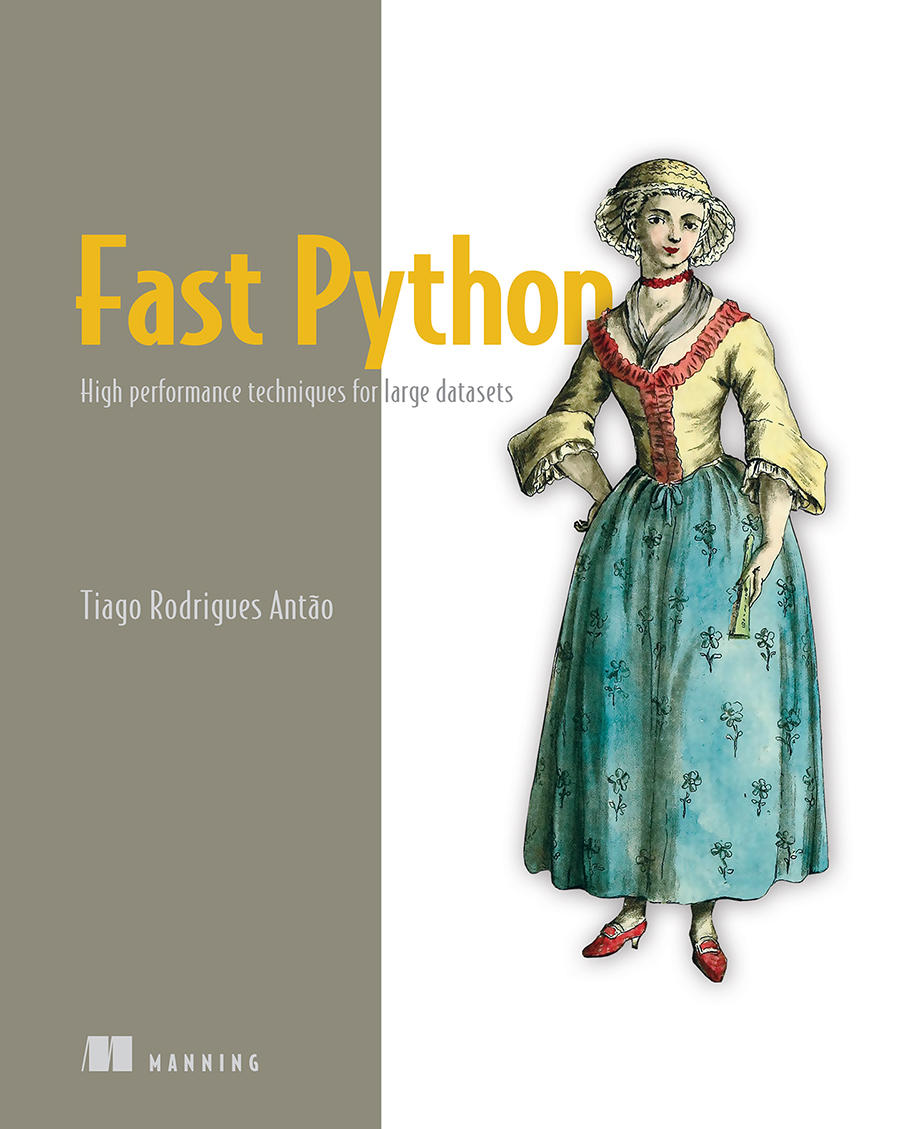 Fast Python
High performance techniques for large datasets
Tiago Rodrigues Antão
MANNING